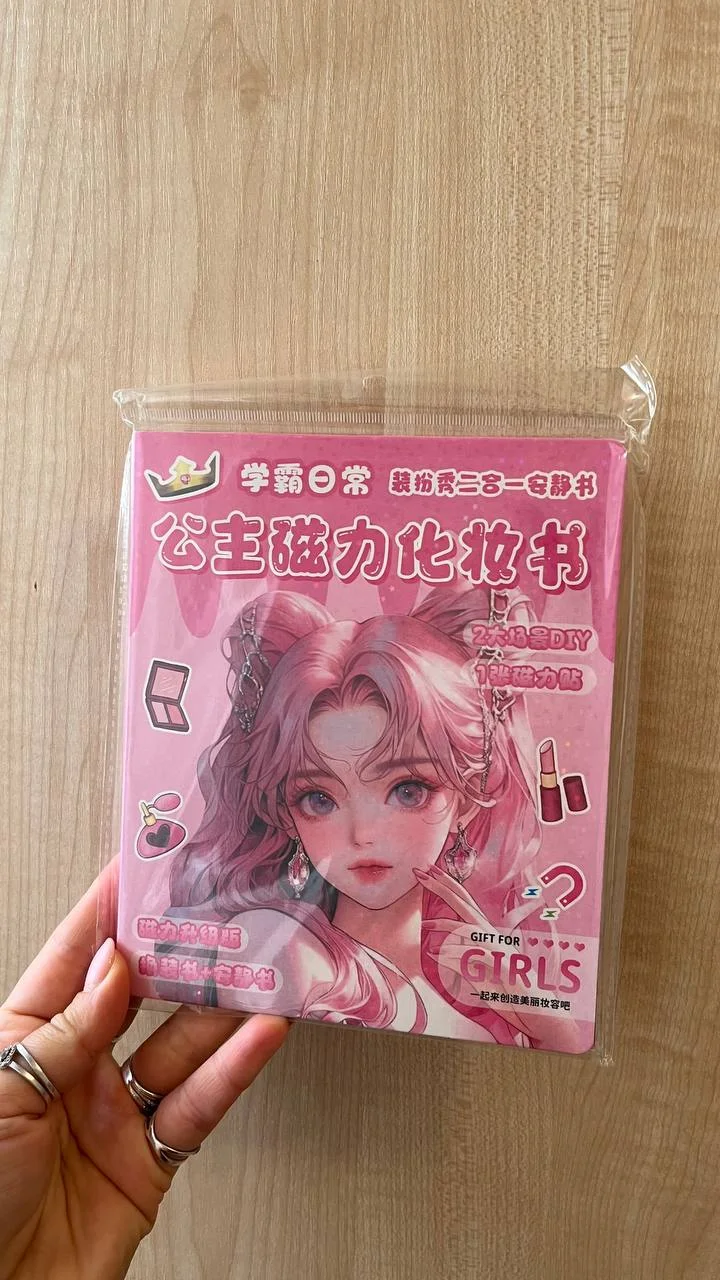 学霸日常
装扮秀二合一安静书
公主磁力化妆书
2大场景DIY
1张磁力贴
磁力升级版
换装书+安静书
GIFT FOR
GIRLS
一起来创造美丽妆容吧